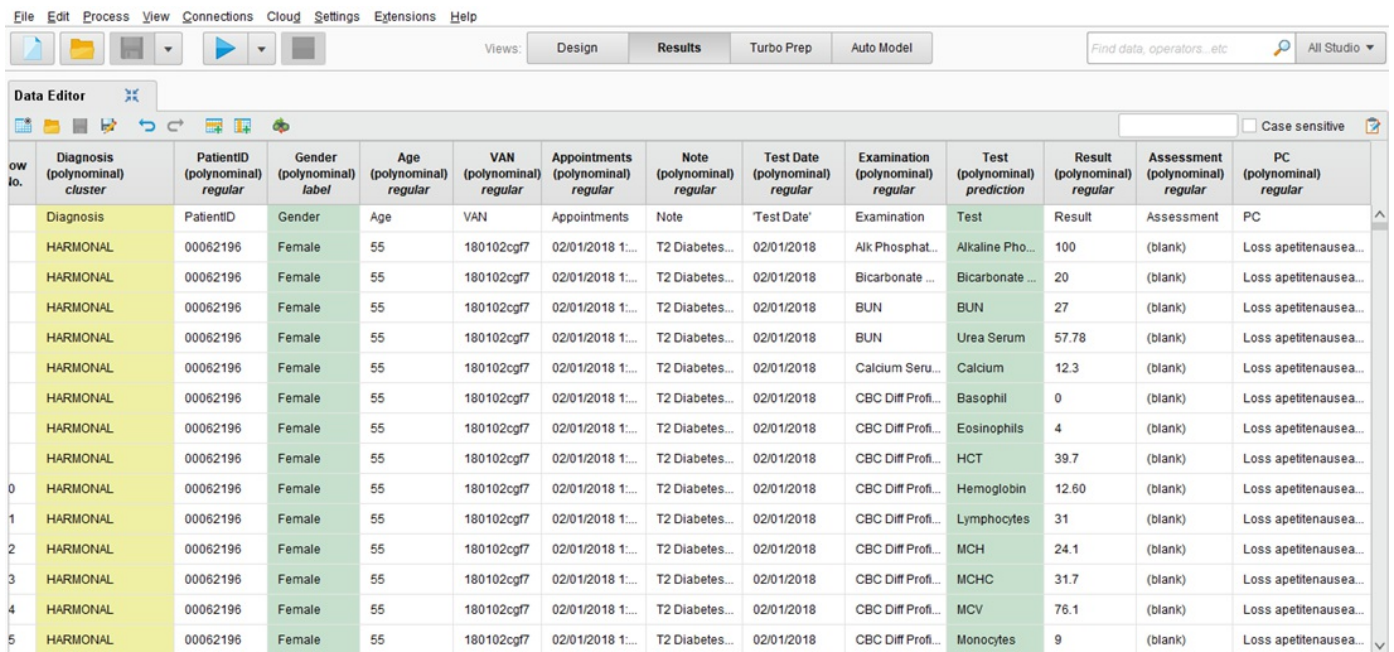 File Edit Process View Connections Cloud Settings Extensions Help
Views: Design Results Turbo Prep Auto Model Find data, operators...etc All Studio
Data Editor
Case sensitive
ow No. Diagnosis (polynominal) cluster PatientID (polynominal) regular Gender (polynominal) label Age (polynominal) regular VAN (polynominal) regular Appointments (polynominal) regular Note (polynominal) regular Test Date (polynominal) regular Examination (polynominal) regular Test (polynominal) prediction Result (polynominal) regular Assessment (polynominal) regular PC (polynominal) regular
Diagnosis PatientID Gender Age VAN Appointments Note 'Test Date' Examination Test Result Assessment PC
HARMONAL 00062196 Female 55 180102cgf7 02/01/2018 1:... T2 Diabetes... 02/01/2018 Alk Phosphat... Alkaline Pho... 100 (blank) Loss apetitenausea...
HARMONAL 00062196 Female 55 180102cgf7 02/01/2018 1:... T2 Diabetes... 02/01/2018 Bicarbonate ... Bicarbonate ... 20 (blank) Loss apetitenausea...
HARMONAL 00062196 Female 55 180102cgf7 02/01/2018 1:... T2 Diabetes... 02/01/2018 BUN BUN 27 (blank) Loss apetitenausea...
HARMONAL 00062196 Female 55 180102cgf7 02/01/2018 1:... T2 Diabetes... 02/01/2018 BUN Urea Serum 57.78 (blank) Loss apetitenausea...
HARMONAL 00062196 Female 55 180102cgf7 02/01/2018 1:... T2 Diabetes... 02/01/2018 Calcium Seru... Calcium 12.3 (blank) Loss apetitenausea...
HARMONAL 00062196 Female 55 180102cgf7 02/01/2018 1:... T2 Diabetes... 02/01/2018 CBC Diff Profi... Basophil 0 (blank) Loss apetitenausea...
HARMONAL 00062196 Female 55 180102cgf7 02/01/2018 1:... T2 Diabetes... 02/01/2018 CBC Diff Profi... Eosinophils 4 (blank) Loss apetitenausea...
HARMONAL 00062196 Female 55 180102cgf7 02/01/2018 1:... T2 Diabetes... 02/01/2018 CBC Diff Profi... HCT 39.7 (blank) Loss apetitenausea...
0 HARMONAL 00062196 Female 55 180102cgf7 02/01/2018 1:... T2 Diabetes... 02/01/2018 CBC Diff Profi... Hemoglobin 12.60 (blank) Loss apetitenausea...
1 HARMONAL 00062196 Female 55 180102cgf7 02/01/2018 1:... T2 Diabetes... 02/01/2018 CBC Diff Profi... Lymphocytes 31 (blank) Loss apetitenausea...
2 HARMONAL 00062196 Female 55 180102cgf7 02/01/2018 1:... T2 Diabetes... 02/01/2018 CBC Diff Profi... MCH 24.1 (blank) Loss apetitenausea...
3 HARMONAL 00062196 Female 55 180102cgf7 02/01/2018 1:... T2 Diabetes... 02/01/2018 CBC Diff Profi... MCHC 31.7 (blank) Loss apetitenausea...
4 HARMONAL 00062196 Female 55 180102cgf7 02/01/2018 1:... T2 Diabetes... 02/01/2018 CBC Diff Profi... MCV 76.1 (blank) Loss apetitenausea...
5 HARMONAL 00062196 Female 55 180102cgf7 02/01/2018 1:... T2 Diabetes... 02/01/2018 CBC Diff Profi... Monocytes 9 (blank) Loss apetitenausea...